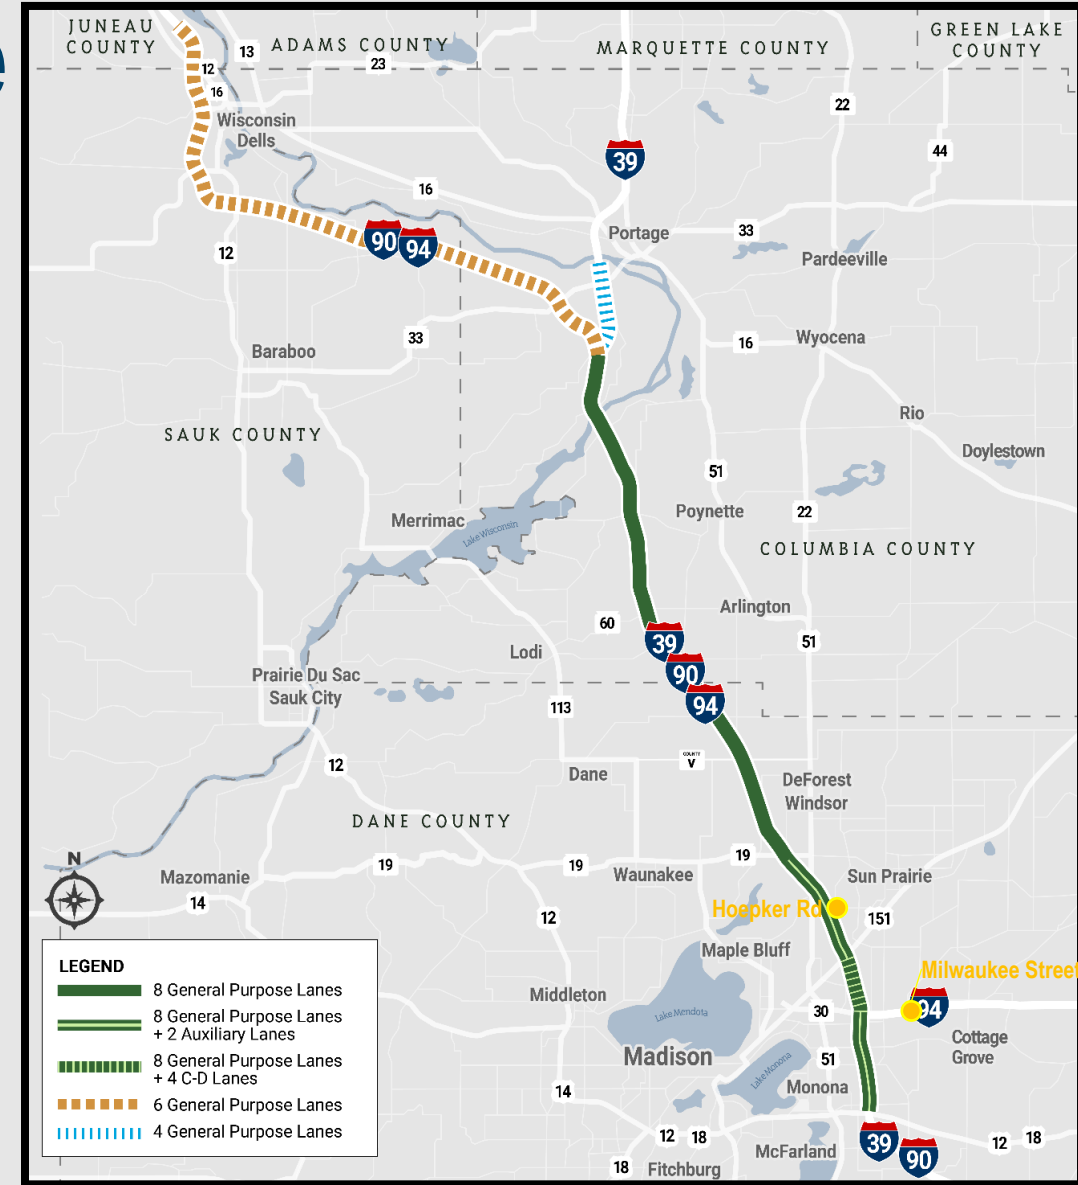 e
JUNEAU
COUNTY
ADAMS COUNTY
MARQUETTE COUNTY
GREEN LAKE
COUNTY
13
23
12
16
Wisconsin
Dells
22
44
39
16
Portage
33
90
94
12
Pardeeville
33
16
Wyocena
Baraboo
Rio
SAUK COUNTY
Doylestown
51
Poynette
22
Merrimac
Lake Wisconsin
COLUMBIA COUNTY
Arlington
60
39
51
Lodi
90
Prairie Du Sac
Sauk City
94
113
COUNTY
V
12
Dane
DeForest
Windsor
DANE COUNTY
19
19
19
Waunakee
Sun Prairie
N
Mazomanie
14
12
Hoepker Rd
151
Maple Bluff
Milwaukee Street
Middleton
Lake Mendota
30
94
Cottage
Grove
Madison
51
Lake Monona
Monona
14
12
18
McFarland
39
90
12
18
18
Fitchburg
LEGEND
8 General Purpose Lanes
8 General Purpose Lanes
+ 2 Auxiliary Lanes
8 General Purpose Lanes
+ 4 C-D Lanes
6 General Purpose Lanes
4 General Purpose Lanes